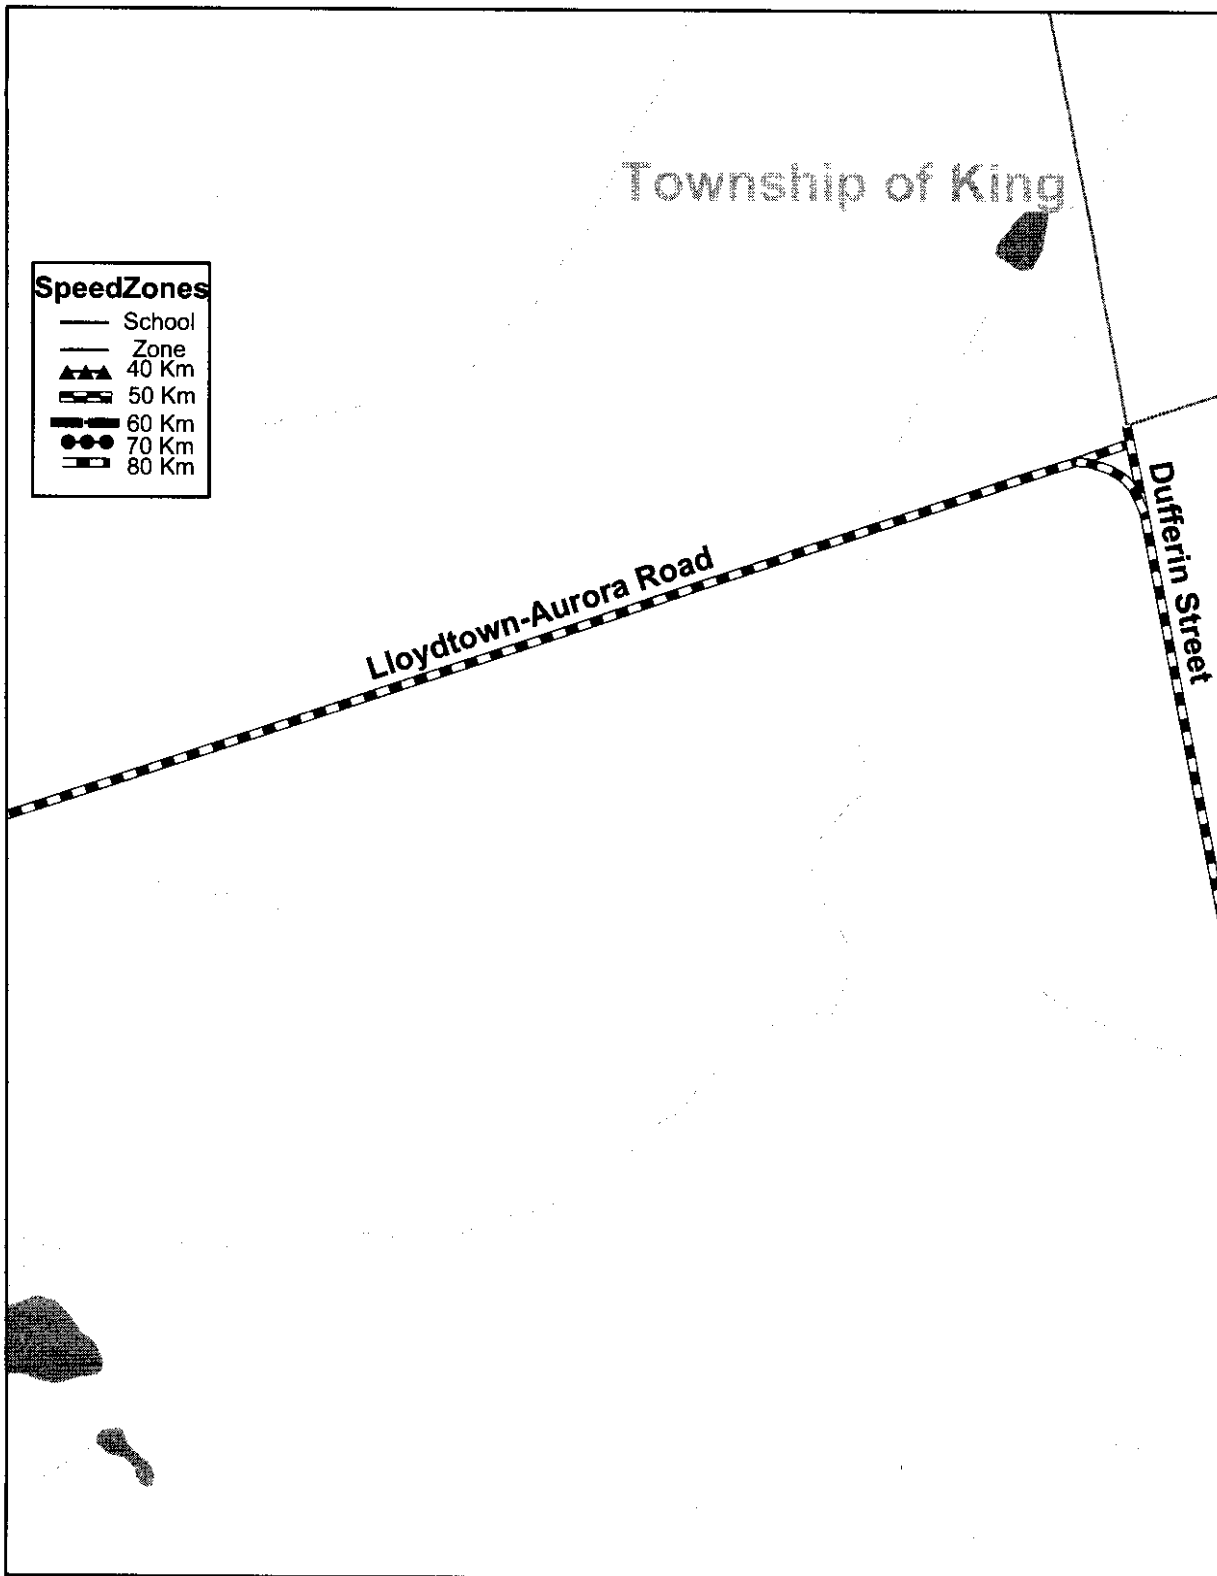 Township of King
SpeedZones
School
Zone
40 Km
50 Km
60 Km
70 Km
80 Km
Lloydtown-Aurora Road
Dufferin Street